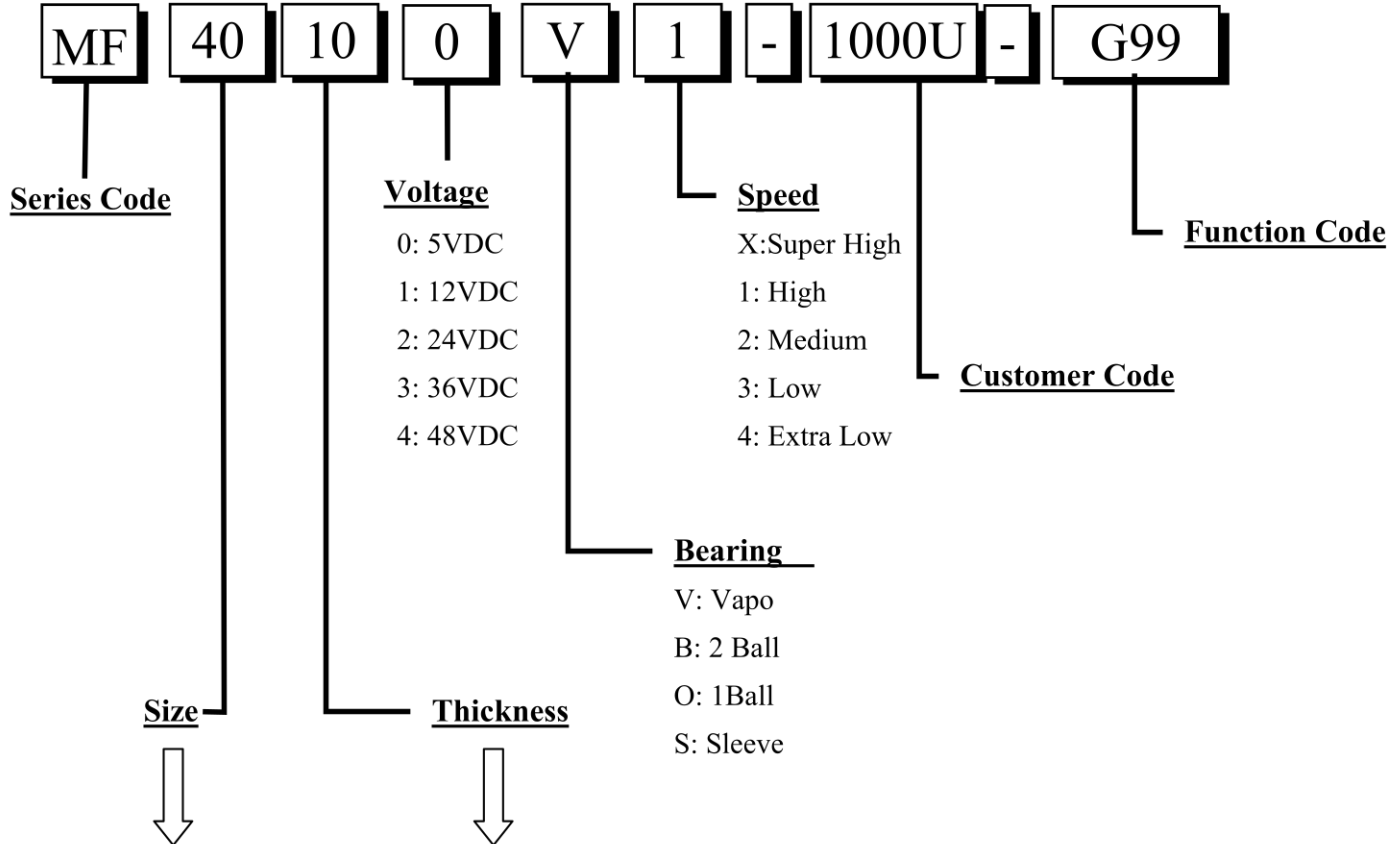 MF 40 10 0 V 1 - 1000U - G99
Series Code
Voltage
0: 5VDC
1: 12VDC
2: 24VDC
3: 36VDC
4: 48VDC
Speed
X:Super High
1: High
2: Medium
3: Low
4: Extra Low
Function Code
Customer Code
Bearing
V: Vapo
B: 2 Ball
O: 1Ball
S: Sleeve
Size
Thickness